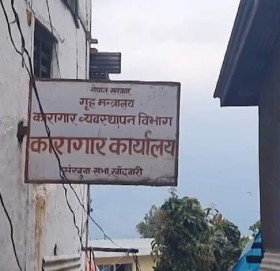 नेपाल सरकार
गृह मन्त्रालय
कारागार व्यवस्थापन विभाग
कारागार कार्यालय
संखुवा सभा, खाँदबारी